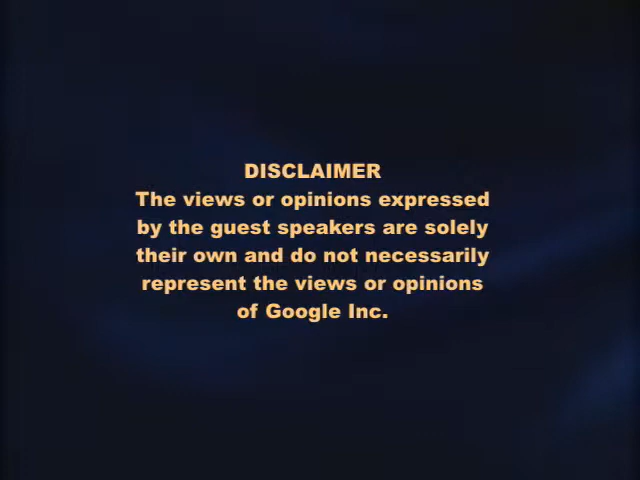 DISCLAIMER
The views or opinions expressed
by the guest speakers are solely
their own and do not necessarily
represent the views or opinions
of Google Inc.